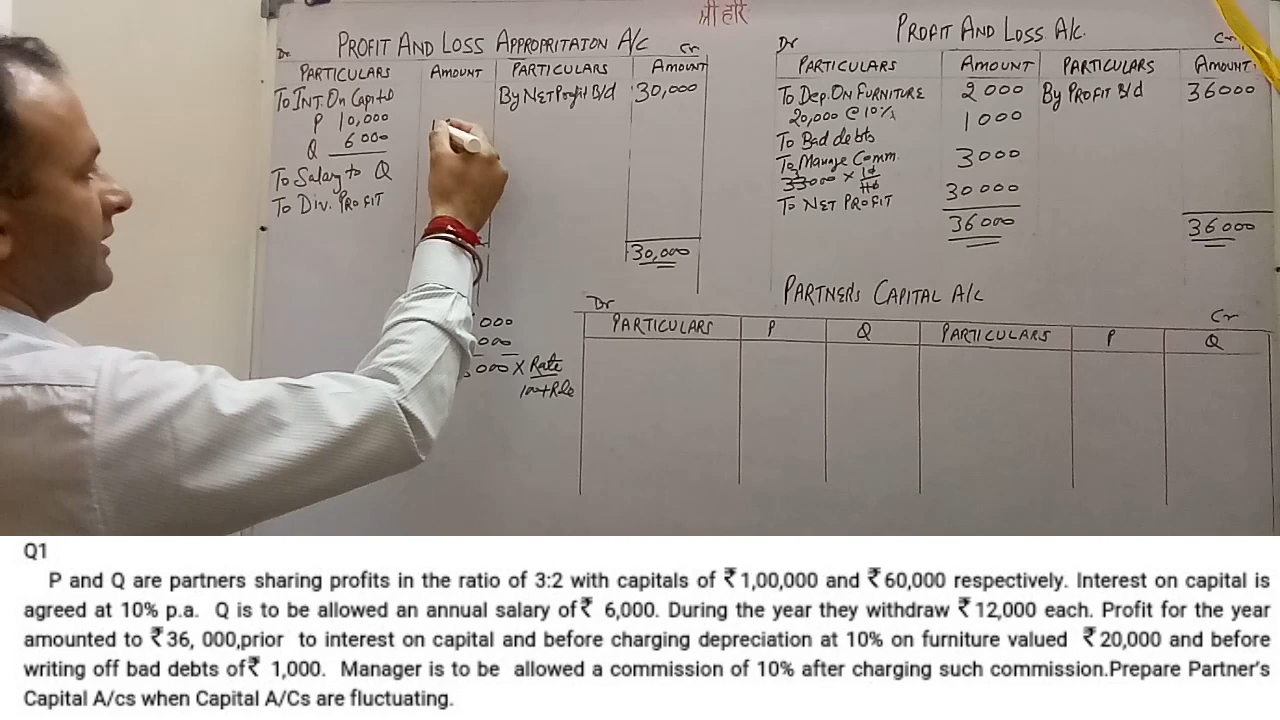 श्री हरि
PROFIT AND LOSS APPROPRITATON A/C
Dr
Cr
PARTICULARS AMOUNT PARTICULARS AMOUNT
To INT. On Capital By NET Profit B/d 30,000
P 10,000
Q 6000
To Salary to Q
To Div. PROFIT
30,000
000
000
000 X Rate
100+Rate
PROFIT AND LOSS A/C.
Dr
Cr
PARTICULARS AMOUNT PARTICULARS AMOUNT
To Dep. ON FURNITURE 2000 By PROFIT B/d 36000
20,000 @ 10%
To Bad debts 1000
To Manage Comm. 3000
33000 X 10/110
To NET PROFIT 30000
36000 36000
PARTNERS CAPITAL A/C
Dr
Cr
PARTICULARS P Q PARTICULARS P Q
Q1
P and Q are partners sharing profits in the ratio of 3:2 with capitals of ₹1,00,000 and ₹60,000 respectively. Interest on capital is
agreed at 10% p.a. Q is to be allowed an annual salary of₹ 6,000. During the year they withdraw ₹12,000 each. Profit for the year
amounted to ₹36, 000,prior to interest on capital and before charging depreciation at 10% on furniture valued ₹20,000 and before
writing off bad debts of₹ 1,000. Manager is to be allowed a commission of 10% after charging such commission.Prepare Partner's
Capital A/cs when Capital A/Cs are fluctuating.